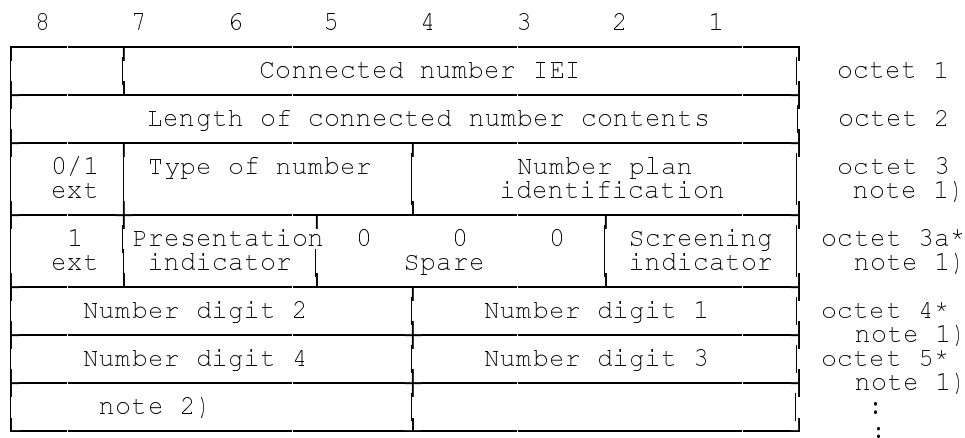 8 7 6 5 4 3 2 1
Connected number IEI octet 1
Length of connected number contents octet 2
0/1 Type of number Number plan octet 3
ext identification note 1)
1 Presentation 0 0 0 Screening octet 3a*
ext indicator Spare indicator note 1)
Number digit 2 Number digit 1 octet 4*
note 1)
Number digit 4 Number digit 3 octet 5*
note 1)
note 2) :
: